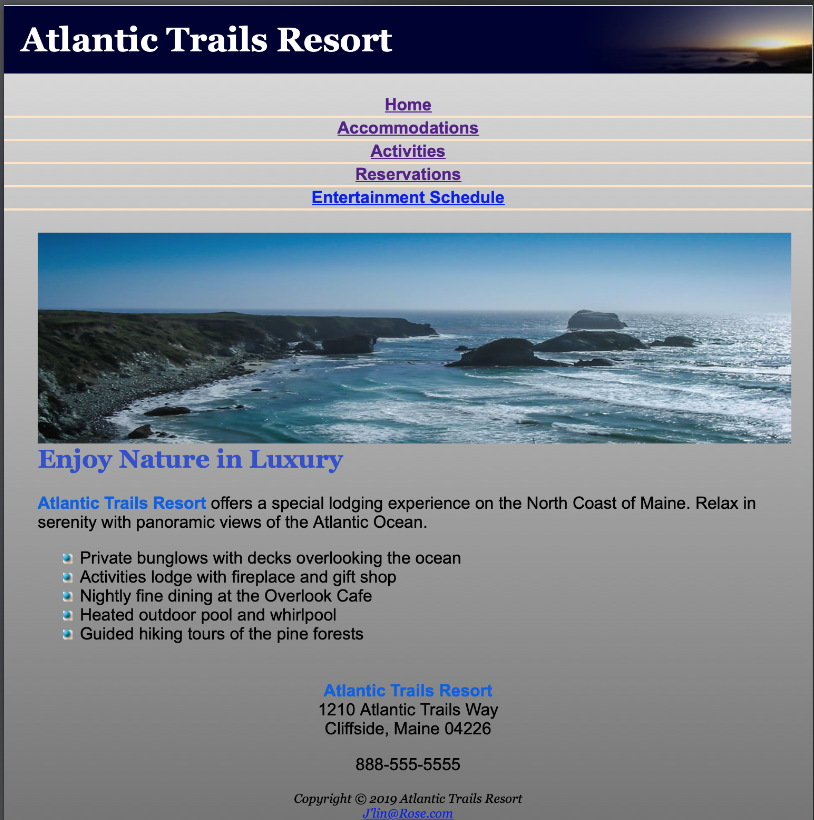 Atlantic Trails Resort
Home
Accommodations
Activities
Reservations
Entertainment Schedule
Enjoy Nature in Luxury
Atlantic Trails Resort offers a special lodging experience on the North Coast of Maine. Relax in
serenity with panoramic views of the Atlantic Ocean.
Private bunglows with decks overlooking the ocean
Activities lodge with fireplace and gift shop
Nightly fine dining at the Overlook Cafe
Heated outdoor pool and whirlpool
Guided hiking tours of the pine forests
Atlantic Trails Resort
1210 Atlantic Trails Way
Cliffside, Maine 04226
888-555-5555
Copyright © 2019 Atlantic Trails Resort
J'lin@Rose.com